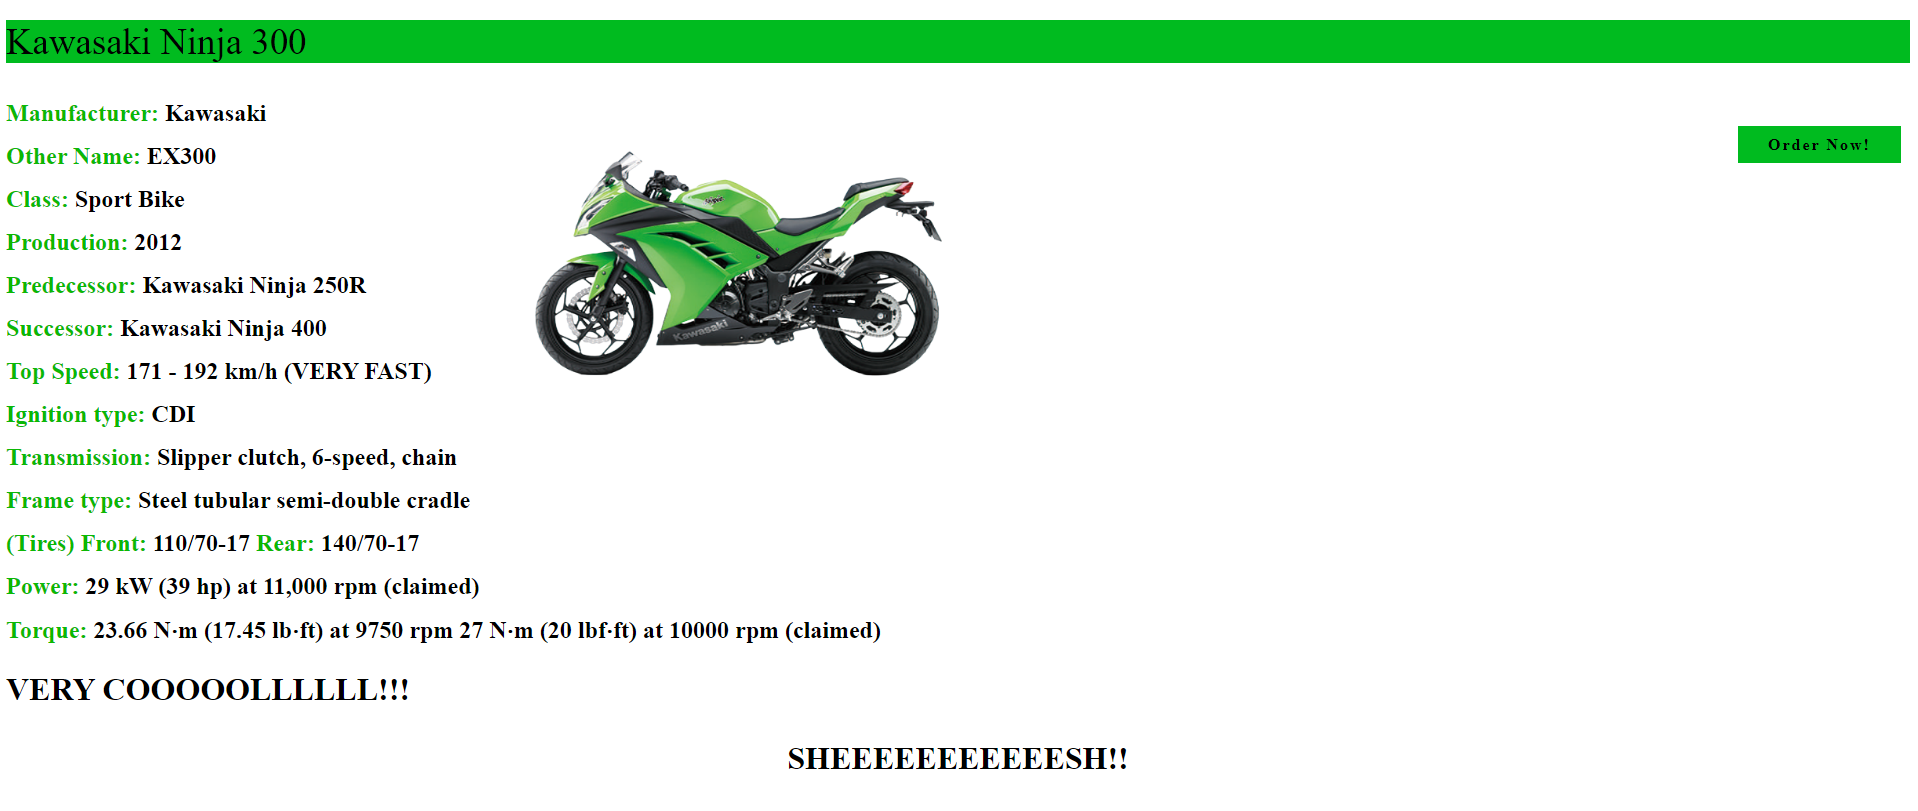 Kawasaki Ninja 300
Manufacturer: Kawasaki
Order Now!
Other Name: EX300
Class: Sport Bike
Production: 2012
Predecessor: Kawasaki Ninja 250R
Successor: Kawasaki Ninja 400
Kawasaki
Top Speed: 171 - 192 km/h (VERY FAST)
Ignition type: CDI
Transmission: Slipper clutch, 6-speed, chain
Frame type: Steel tubular semi-double cradle
(Tires) Front: 110/70-17 Rear: 140/70-17
Power: 29 kW (39 hp) at 11,000 rpm (claimed)
Torque: 23.66 N·m (17.45 lb·ft) at 9750 rpm 27 N·m (20 lbf·ft) at 10000 rpm (claimed)
VERY COOOOOLLLLLL!!!
SHEEEEEEEEEEESH!!